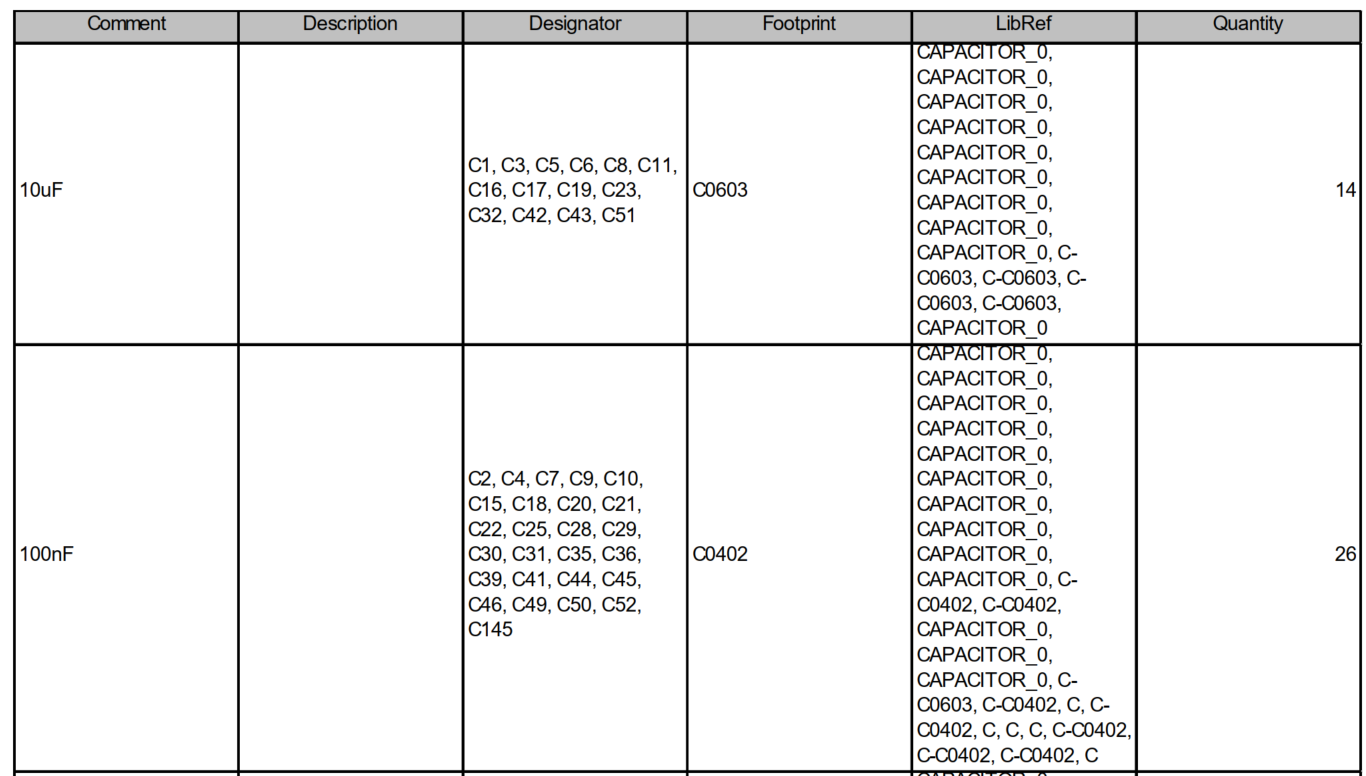 Comment Description Designator Footprint LibRef Quantity
10uF
C1, C3, C5, C6, C8, C11,
C16, C17, C19, C23,
C32, C42, C43, C51
C0603
CAPACITOR_0,
CAPACITOR_0,
CAPACITOR_0,
CAPACITOR_0,
CAPACITOR_0,
CAPACITOR_0,
CAPACITOR_0,
CAPACITOR_0,
CAPACITOR_0, C-
C0603, C-C0603, C-
C0603, C-C0603,
CAPACITOR_0
14
100nF
C2, C4, C7, C9, C10,
C15, C18, C20, C21,
C22, C25, C28, C29,
C30, C31, C35, C36,
C39, C41, C44, C45,
C46, C49, C50, C52,
C145
C0402
CAPACITOR_0,
CAPACITOR_0,
CAPACITOR_0,
CAPACITOR_0,
CAPACITOR_0,
CAPACITOR_0,
CAPACITOR_0,
CAPACITOR_0,
CAPACITOR_0,
CAPACITOR_0, C-
C0402, C-C0402,
CAPACITOR_0,
CAPACITOR_0,
CAPACITOR_0, C-
C0603, C-C0402, C, C-
C0402, C, C, C, C-C0402,
C-C0402, C-C0402, C
26